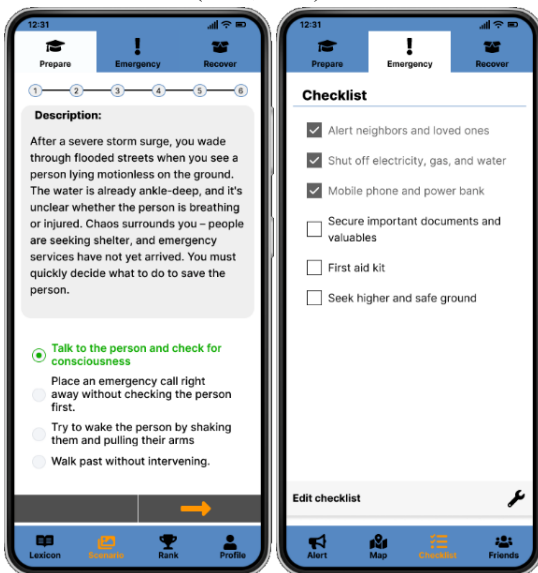 12:31
Prepare
Emergency
Recover
1 2 3 4 5 6
Description:
After a severe storm surge, you wade
through flooded streets when you see a
person lying motionless on the ground.
The water is already ankle-deep, and it's
unclear whether the person is breathing
or injured. Chaos surrounds you – people
are seeking shelter, and emergency
services have not yet arrived. You must
quickly decide what to do to save the
person.
Talk to the person and check for
consciousness
Place an emergency call right
away without checking the person
first.
Try to wake the person by shaking
them and pulling their arms
Walk past without intervening.
Lexicon
Scenario
Rank
Profile
12:31
Prepare
Emergency
Recover
Checklist
Alert neighbors and loved ones
Shut off electricity, gas, and water
Mobile phone and power bank
Secure important documents and
valuables
First aid kit
Seek higher and safe ground
Edit checklist
Alert
Map
Checklist
Friends